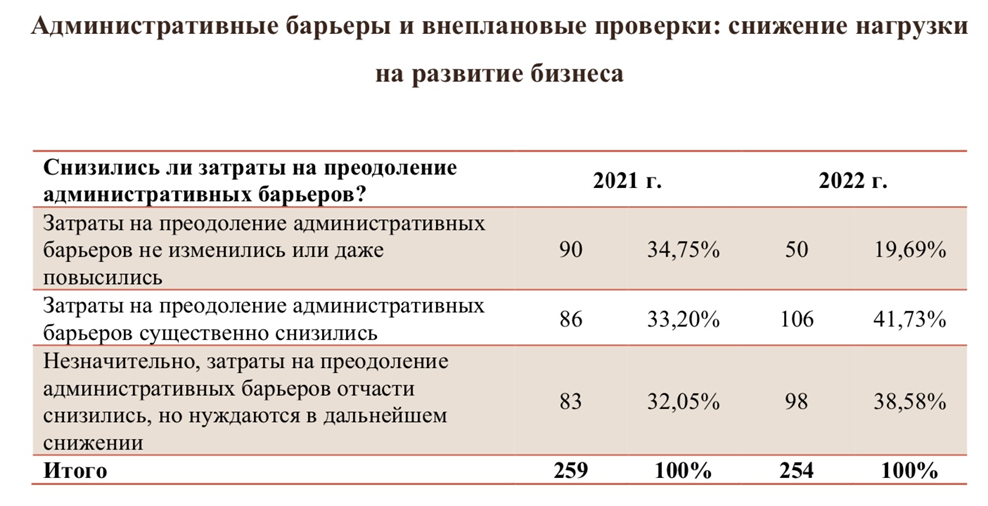 Административные барьеры и внеплановые проверки: снижение нагрузки
на развитие бизнеса
Снизились ли затраты на преодоление
административных барьеров?
2021 г.
2022 г.
Затраты на преодоление административных
барьеров не изменились или даже
повысились
90
34,75%
50
19,69%
Затраты на преодоление административных
барьеров существенно снизились
86
33,20%
106
41,73%
Незначительно, затраты на преодоление
административных барьеров отчасти
снизились, но нуждаются в дальнейшем
снижении
83
32,05%
98
38,58%
Итого
259
100%
254
100%